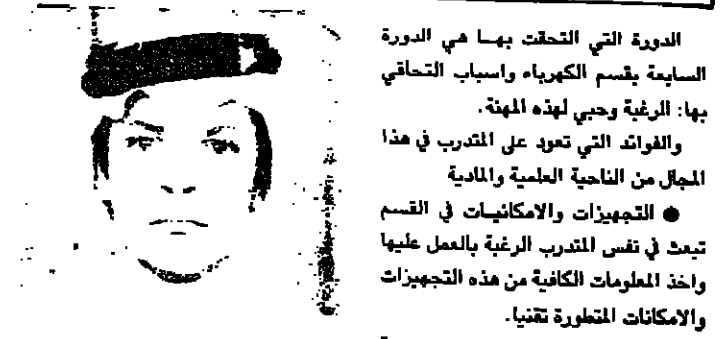 الدورة التي التحقت بهـا هي الدورة
السابعة بقسم الكهرباء واسباب التحاقي
بها: الرغبة وحبي لهذه المهنة.
والفوائد التي تعود على المتدرب في هذا
المجال من الناحية العلمية والمادية
● التجهيزات والامكانيـات في القسم
تبعث في نفس المتدرب الرغبة بالعمل عليها
واخذ المعلومات الكافية من هذه التجهيزات
والامكانات المتطورة تقنيا.